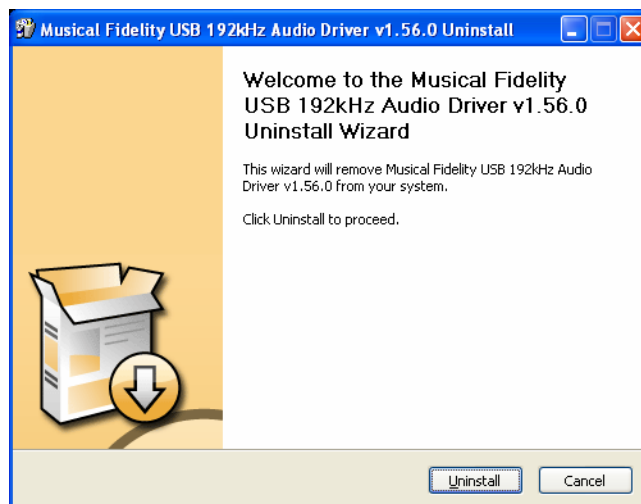 Musical Fidelity USB 192kHz Audio Driver v1.56.0 Uninstall
Welcome to the Musical Fidelity
USB 192kHz Audio Driver v1.56.0
Uninstall Wizard
This wizard will remove Musical Fidelity USB 192kHz Audio
Driver v1.56.0 from your system.
Click Uninstall to proceed.
Uninstall
Cancel